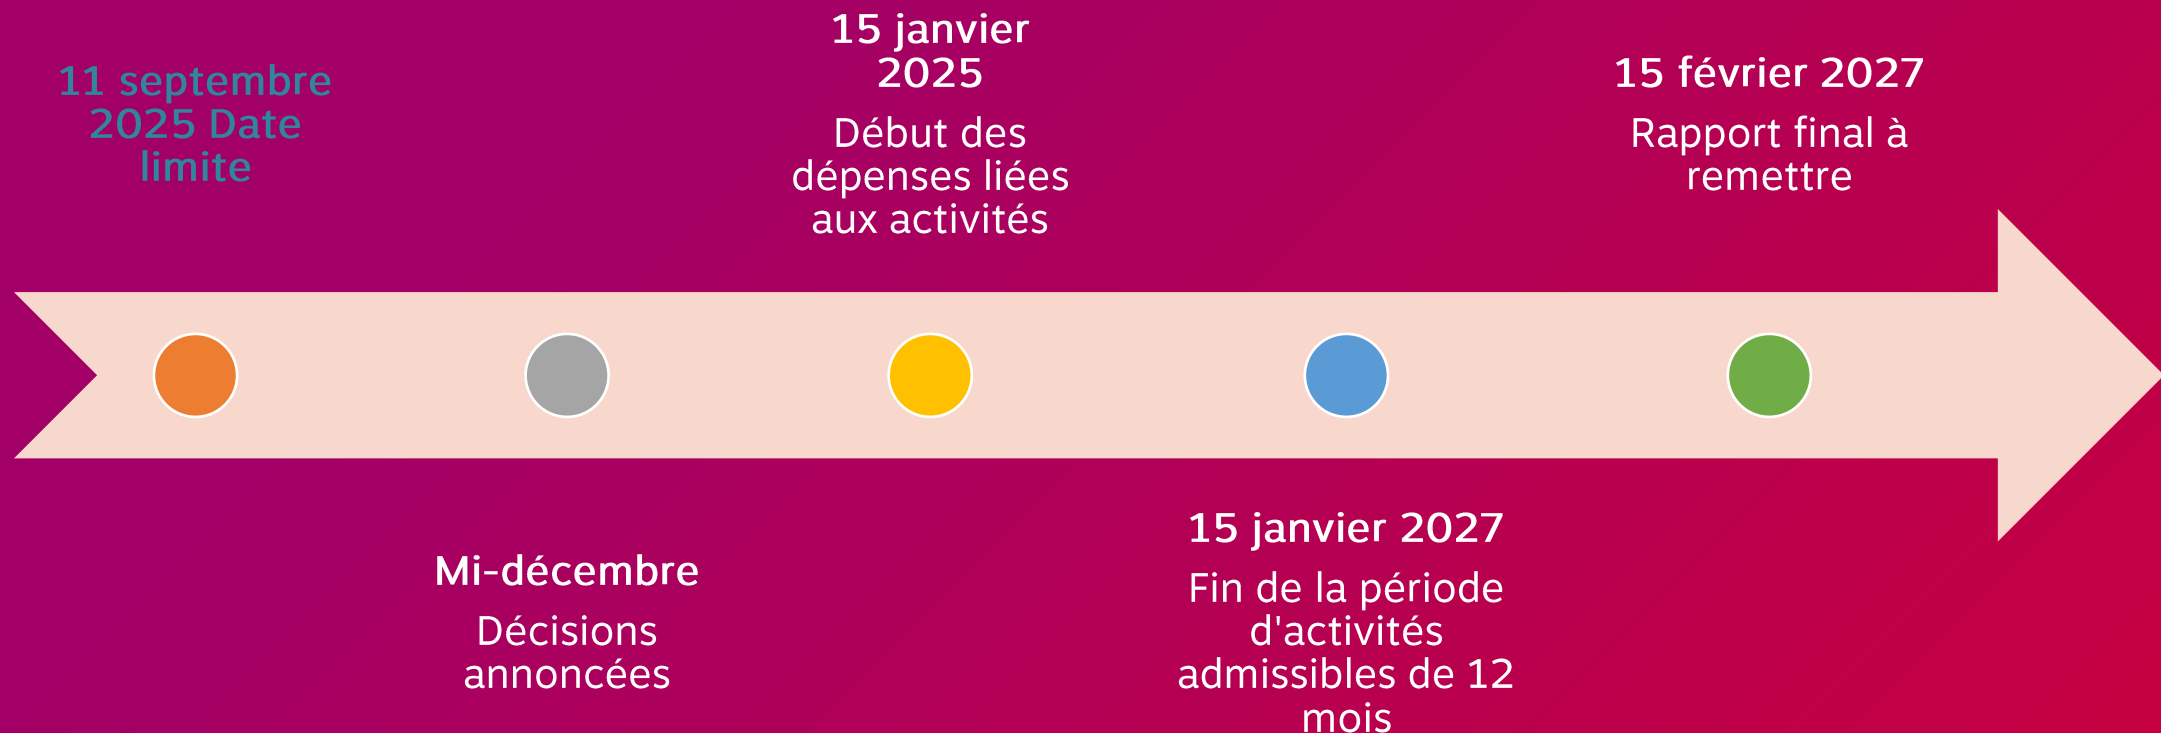 11 septembre
2025 Date
limite
Mi-décembre
Décisions
annoncées
15 janvier
2025
Début des
dépenses liées
aux activités
15 janvier 2027
Fin de la période
d'activités
admissibles de 12
mois
15 février 2027
Rapport final à
remettre